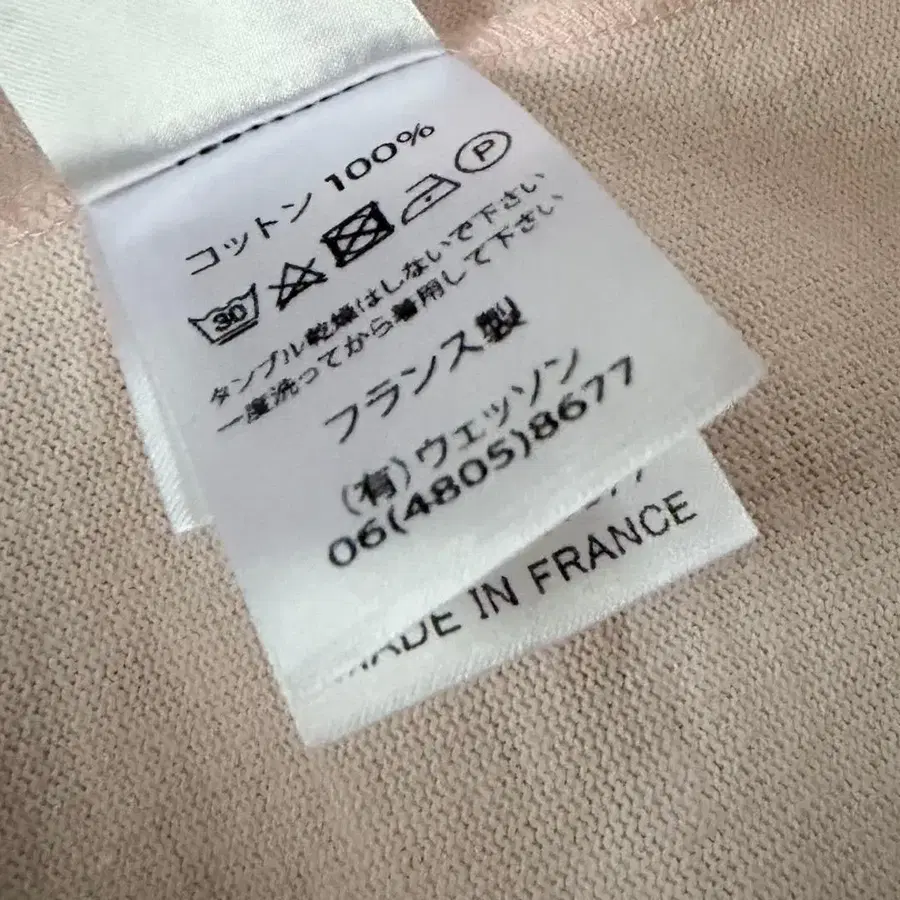 コットン 100%
30 P
タンブル乾燥はしないで下さい
一度洗ってから着用して下さい
フランス製
(有)ウェッソン
06(4805)8677
77
MADE IN FRANCE